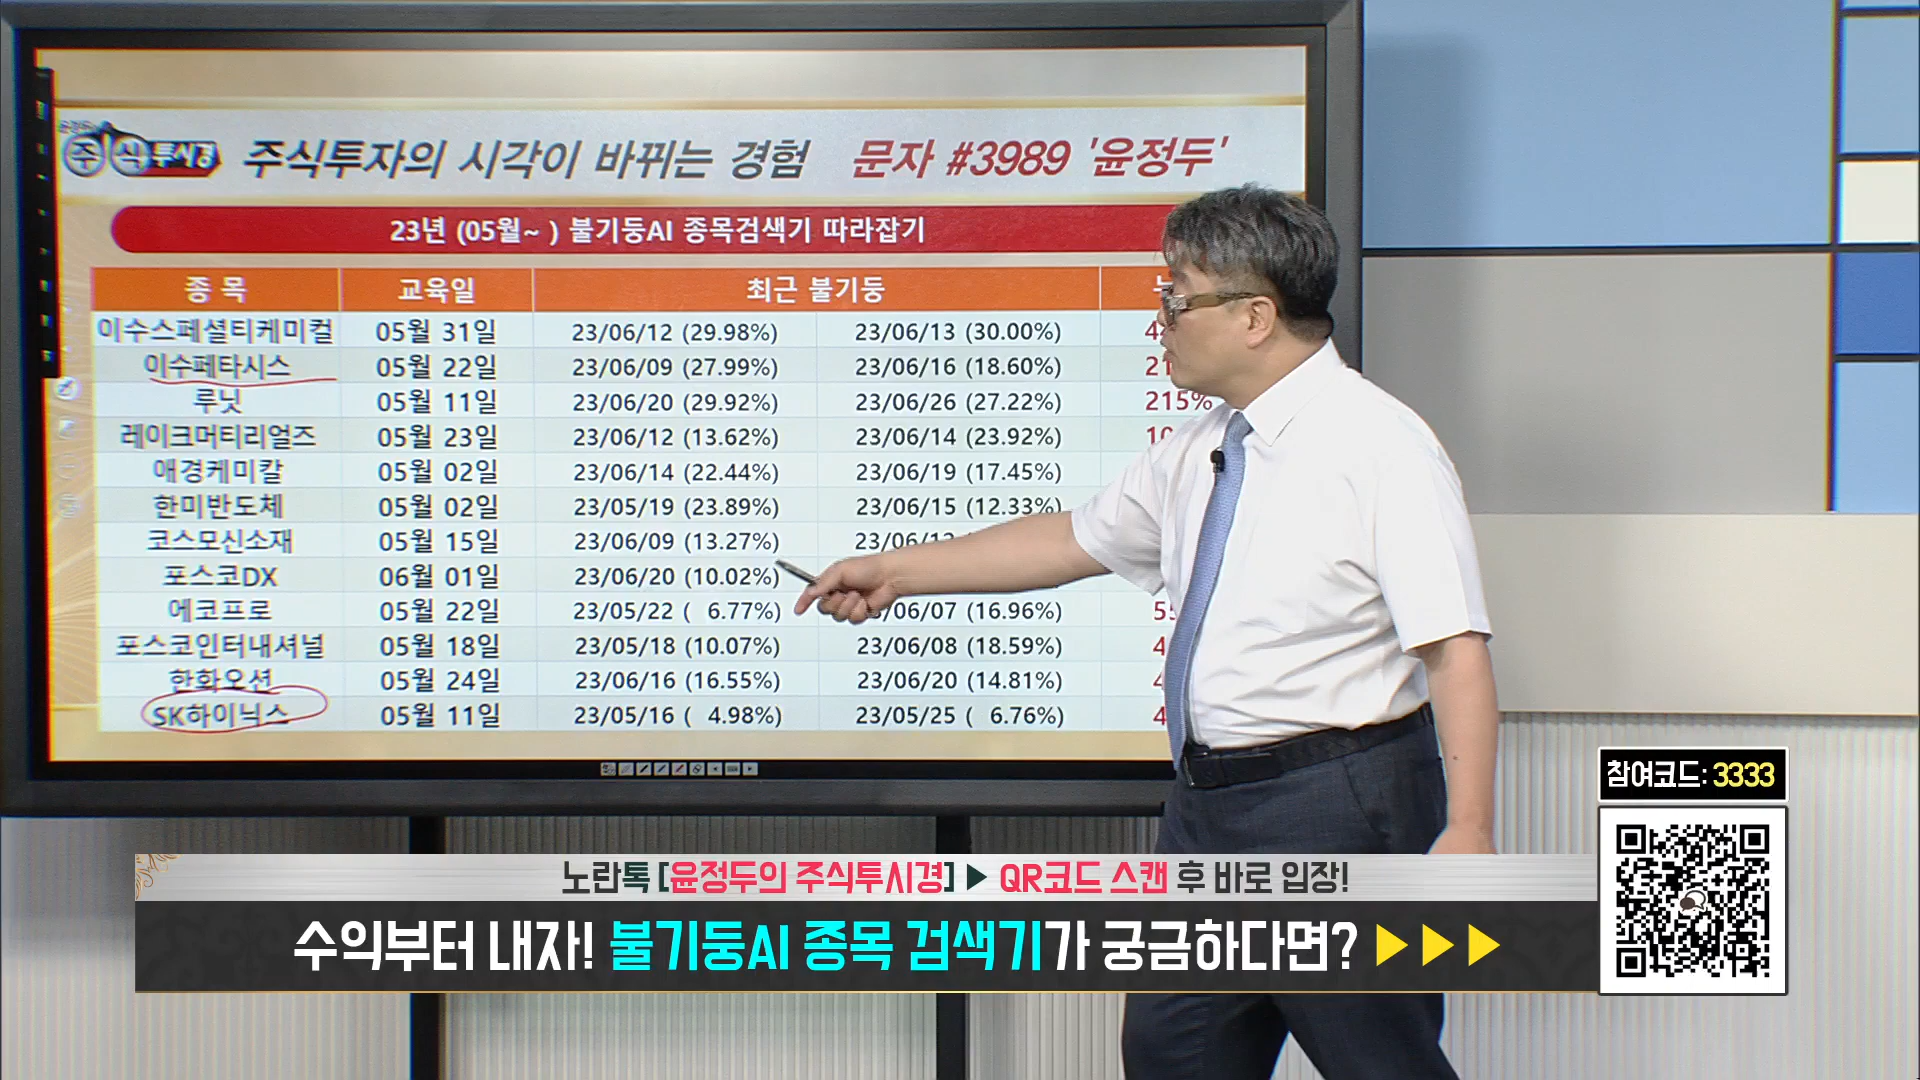 윤정두의
주식투시경 주식투자의 시각이 바뀌는 경험 문자 #3989 '윤정두'
23년 (05월~ ) 불기둥AI 종목검색기 따라잡기
종 목 교육일 최근 불기둥
이수스페셜티케미컬 05월 31일 23/06/12 (29.98%) 23/06/13 (30.00%)
이수페타시스 05월 22일 23/06/09 (27.99%) 23/06/16 (18.60%)
루닛 05월 11일 23/06/20 (29.92%) 23/06/26 (27.22%) 215%
레이크머티리얼즈 05월 23일 23/06/12 (13.62%) 23/06/14 (23.92%)
애경케미칼 05월 02일 23/06/14 (22.44%) 23/06/19 (17.45%)
한미반도체 05월 02일 23/05/19 (23.89%) 23/06/15 (12.33%)
코스모신소재 05월 15일 23/06/09 (13.27%)
포스코DX 06월 01일 23/06/20 (10.02%)
에코프로 05월 22일 23/05/22 ( 6.77%) /06/07 (16.96%)
포스코인터내셔널 05월 18일 23/05/18 (10.07%) 23/06/08 (18.59%)
한화오션 05월 24일 23/06/16 (16.55%) 23/06/20 (14.81%)
SK하이닉스 05월 11일 23/05/16 ( 4.98%) 23/05/25 ( 6.76%)
참여코드: 3333
노란톡 [윤정두의 주식투시경] ▶ QR코드 스캔 후 바로 입장!
수익부터 내자! 불기둥AI 종목 검색기가 궁금하다면? ▶▶▶